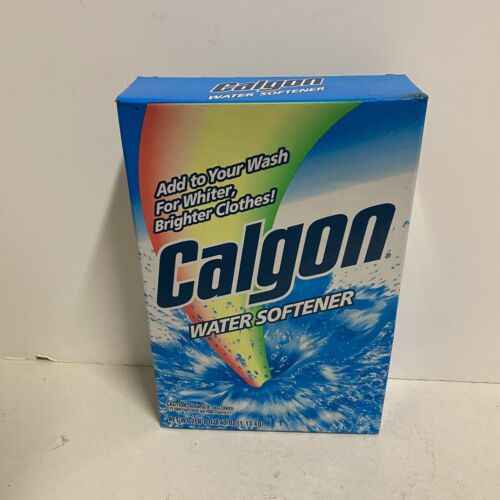 Calgon
WATER SOFTENER
Add to Your Wash
For Whiter,
Brighter Clothes!
Calgon®
WATER SOFTENER